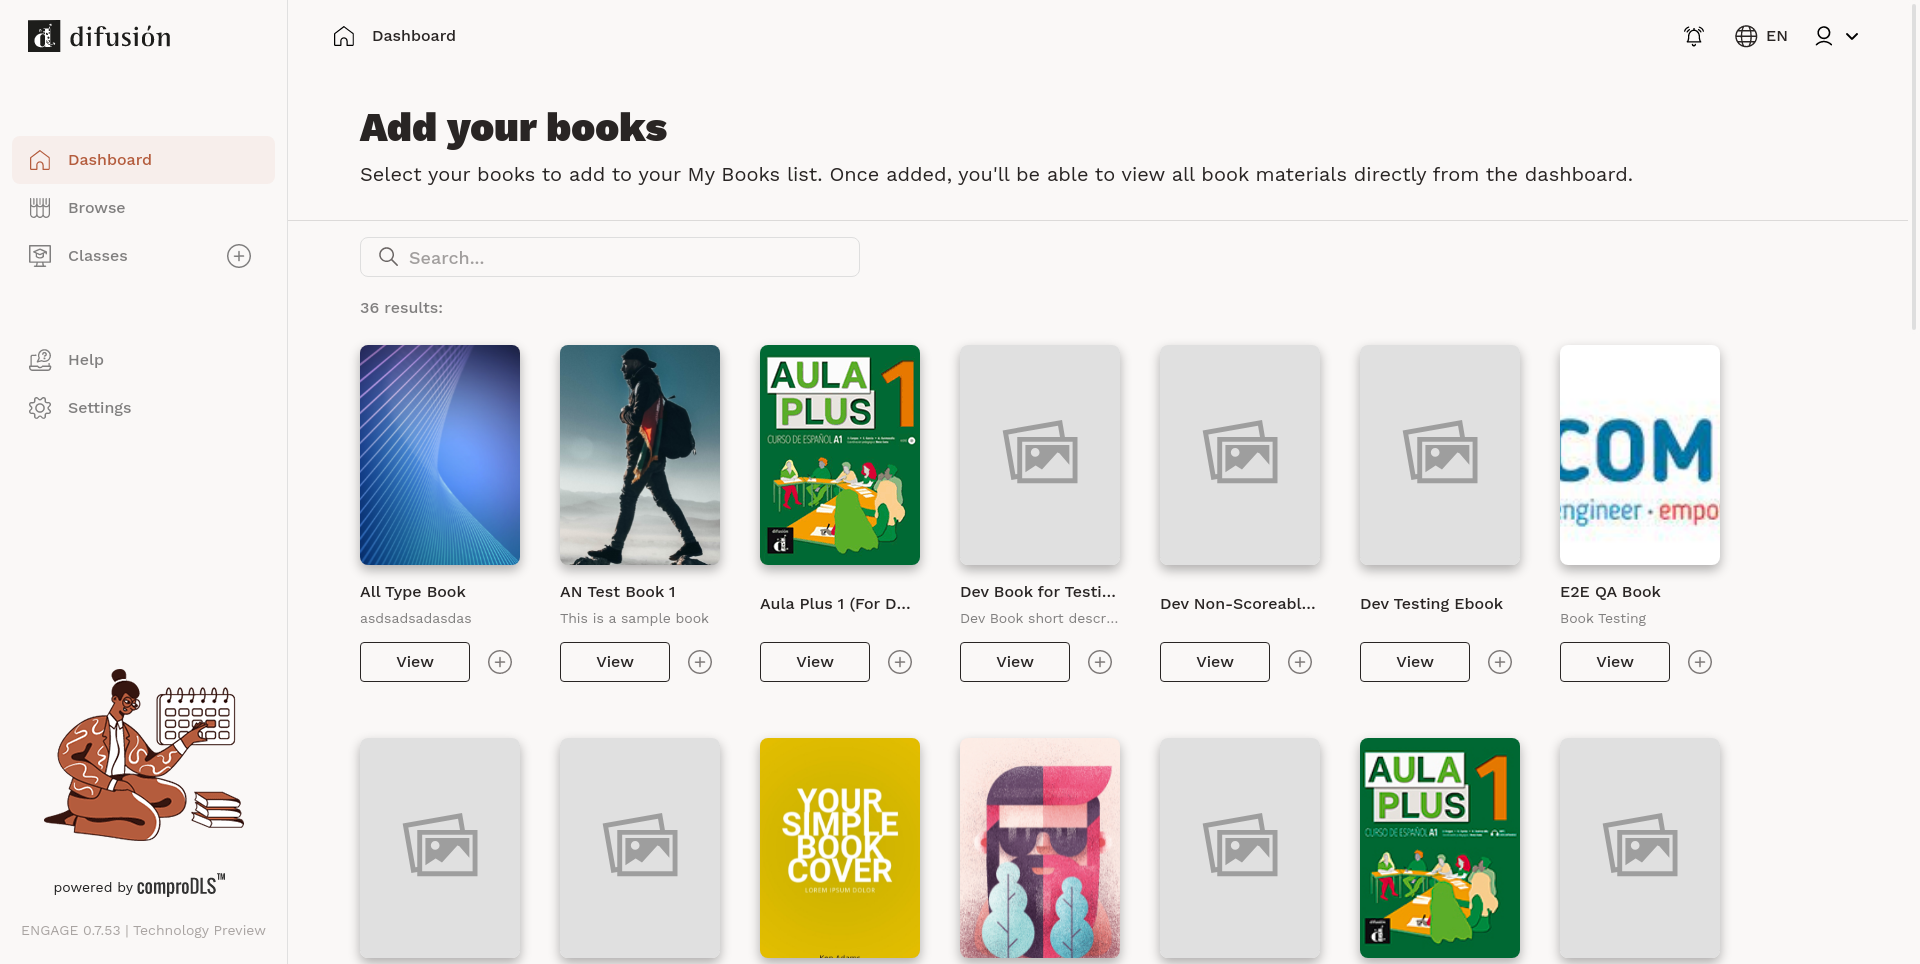 difusión
Dashboard
EN
Dashboard
Browse
Classes
Help
Settings
powered by comproDLS™
ENGAGE 0.7.53 | Technology Preview
Add your books
Select your books to add to your My Books list. Once added, you'll be able to view all book materials directly from the dashboard.
Search...
36 results:
AULA
PLUS 1
CURSO DE ESPAÑOL A1
COM
ngineer · empo
All Type Book
asdsadsadasdas
View
AN Test Book 1
This is a sample book
View
Aula Plus 1 (For D...
View
Dev Book for Testi...
Dev Book short descr...
View
Dev Non-Scoreabl...
View
Dev Testing Ebook
View
E2E QA Book
Book Testing
View
YOUR
SIMPLE
BOOK
COVER
LOREM IPSUM DOLOR
AULA
PLUS 1
CURSO DE ESPAÑOL A1